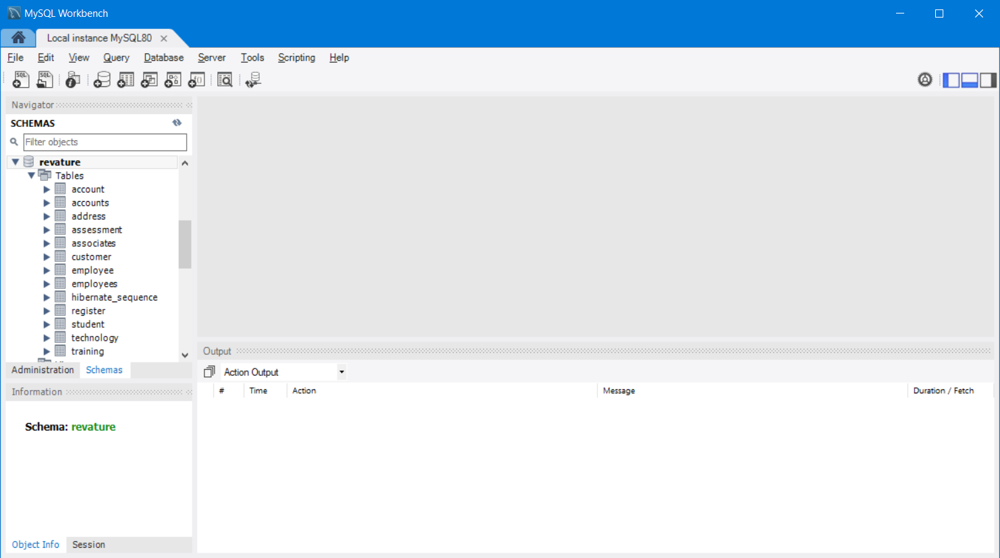 MySQL Workbench
Local instance MySQL80
File Edit View Query Database Server Tools Scripting Help
SQL SQL
Navigator
SCHEMAS
Filter objects
revature
Tables
account
accounts
address
assessment
associates
customer
employee
employees
hibernate_sequence
register
student
technology
training
Administration Schemas
Information
Schema: revature
Object Info Session
Output
Action Output
# Time Action Message Duration / Fetch